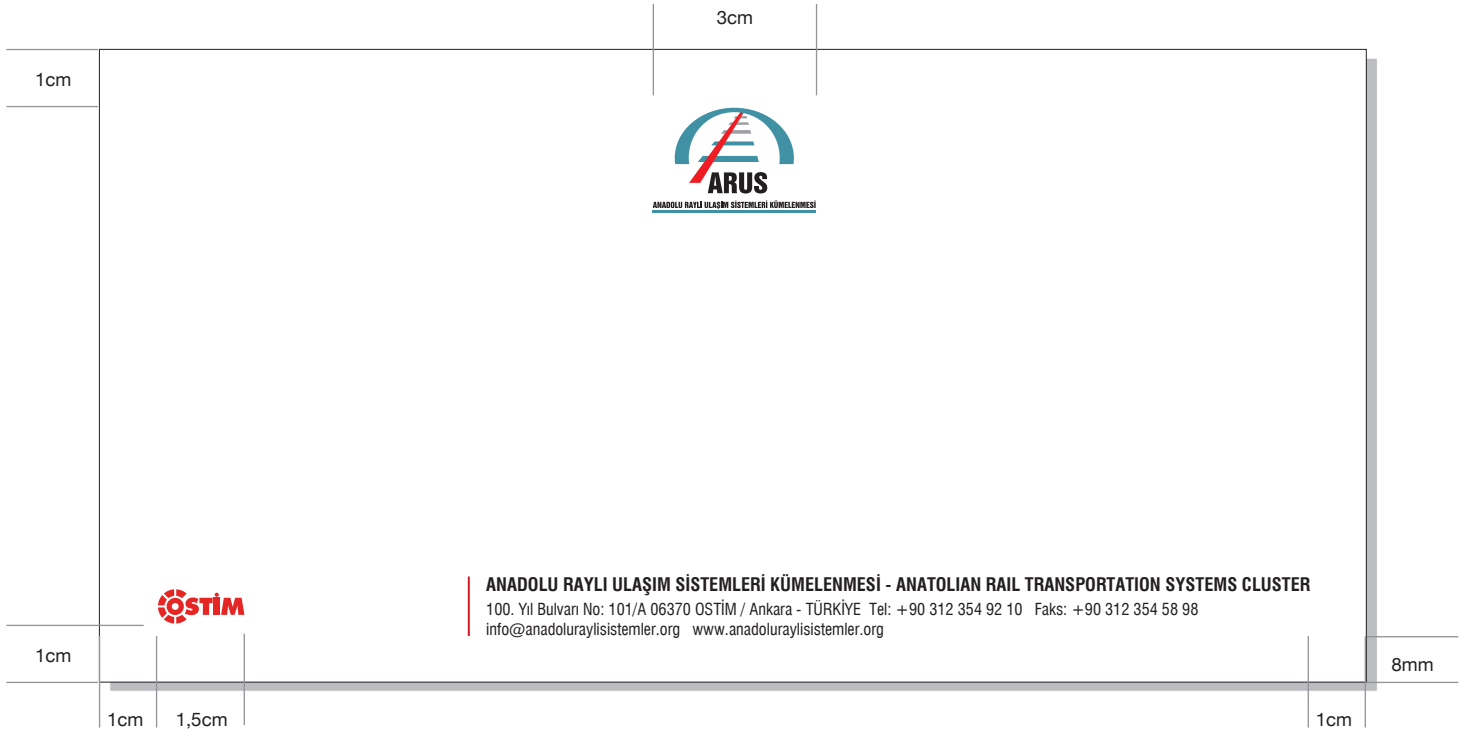 3cm
1cm
ARUS
ANADOLU RAYLI ULAŞIM SİSTEMLERİ KÜMELENMESİ
OSTİM
ANADOLU RAYLI ULAŞIM SİSTEMLERİ KÜMELENMESİ - ANATOLIAN RAIL TRANSPORTATION SYSTEMS CLUSTER
100. Yıl Bulvarı No: 101/A 06370 OSTİM / Ankara - TÜRKİYE Tel: +90 312 354 92 10 Faks: +90 312 354 58 98
info@anadoluraylisistemler.org www.anadoluraylisistemler.org
1cm
8mm
1cm
1,5cm
1cm